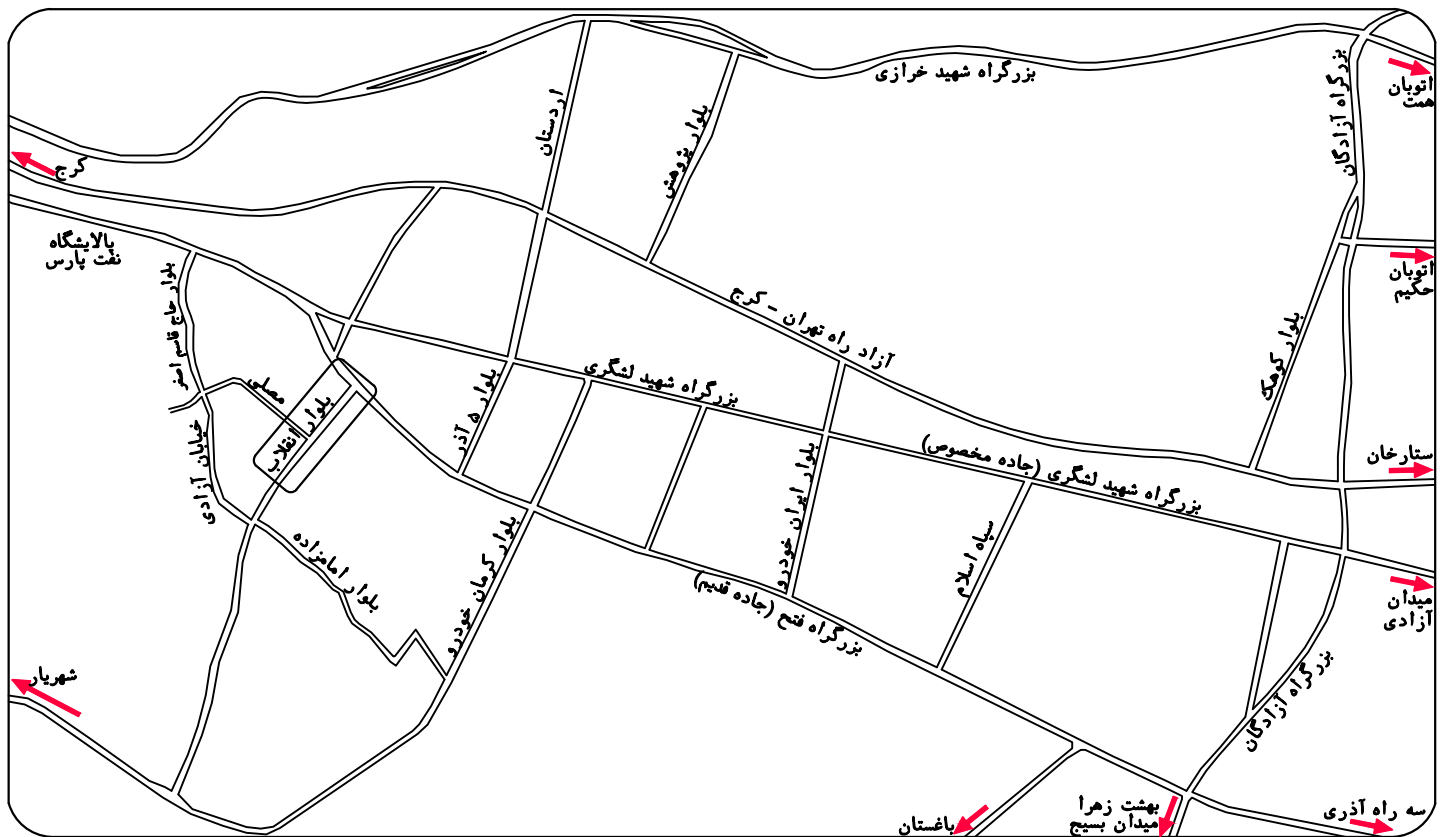 بزرگراه شهید خرازی
بزرگراه آزادگان
اتوبان
همت
اردستان
بلوار پژوهش
کرج
پالایشگاه
نفت پارس
اتوبان
حکیم
بلوار حاج قاسم اصغر
آزاد راه تهران - کرج
بلوار کوهک
بزرگراه شهید لشگری
مصلی
بلوار انقلاب
بلوار ۵ آذر
بزرگراه شهید لشگری (جاده مخصوص)
ستارخان
خیابان آزادی
بلوار ایران خودرو
بلوار کرمان خودرو
سپاه اسلام
بلوار امامزاده
بزرگراه فتح (جاده قدیم)
میدان
آزادی
شهریار
بزرگراه آزادگان
باغستان
بهشت زهرا
میدان بسیج
سه راه آذری